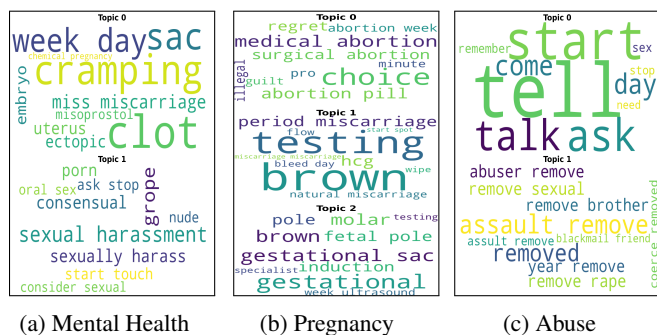 Topic 0
week day sac
chemical pregnancy
cramping
embryo
miss miscarriage
misoprostol
uterus
clot
ectopic
Topic 1
porn
oral sex ask stop
grope
consensual
nude
sexual harassment
sexually harass
start touch
consider sexual
(a) Mental Health
Topic 0
regret abortion week
medical abortion
surgical abortion
illegal
pro
minute
guilt
choice
abortion pill
Topic 1
period miscarriage
flow
start spot
testing
miscarriage miscarriage
hcg
bleed day
wipe
brown
natural miscarriage
Topic 2
pole molar testing
brown fetal pole
gestational sac
specialist induction
gestational
week ultrasound
(b) Pregnancy
Topic 0
remember
start
sex
come
stop
tell
day
need
talk ask
Topic 1
abuser remove
remove sexual
remove brother
assault remove
assult remove blackmail friend
removed
coerce removed
year remove
remove rape
(c) Abuse